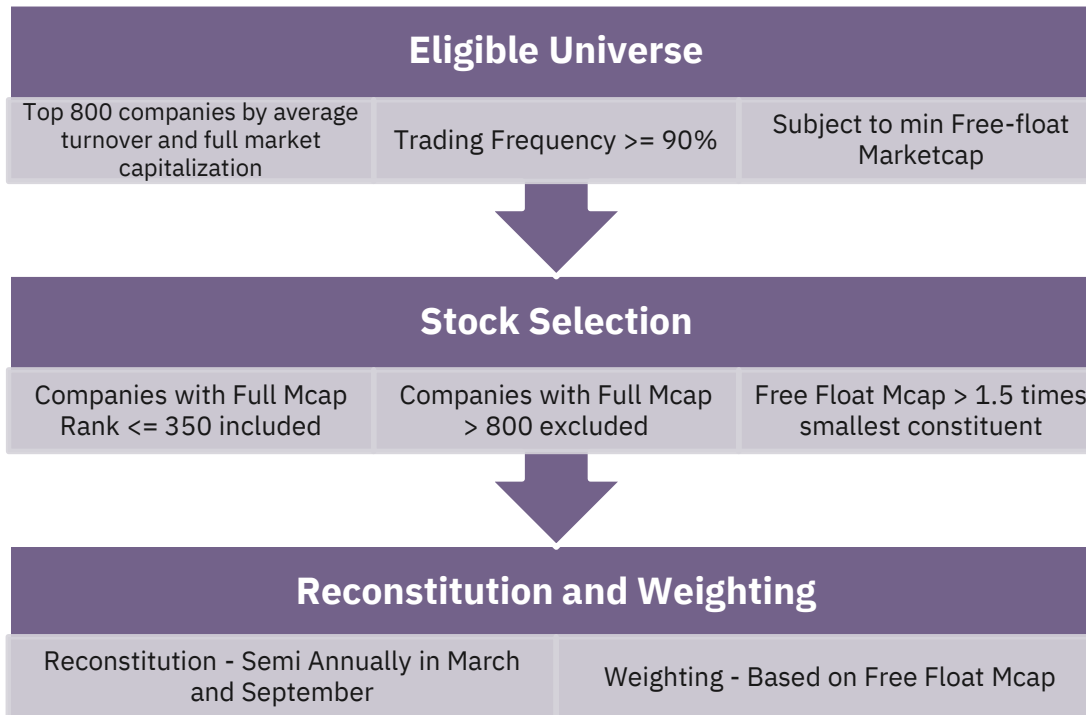 Eligible Universe
Top 800 companies by average
turnover and full market
capitalization
Trading Frequency >= 90%
Subject to min Free-float
Marketcap
Stock Selection
Companies with Full Mcap
Rank <= 350 included
Companies with Full Mcap
> 800 excluded
Free Float Mcap > 1.5 times
smallest constituent
Reconstitution and Weighting
Reconstitution - Semi Annually in March
and September
Weighting - Based on Free Float Mcap